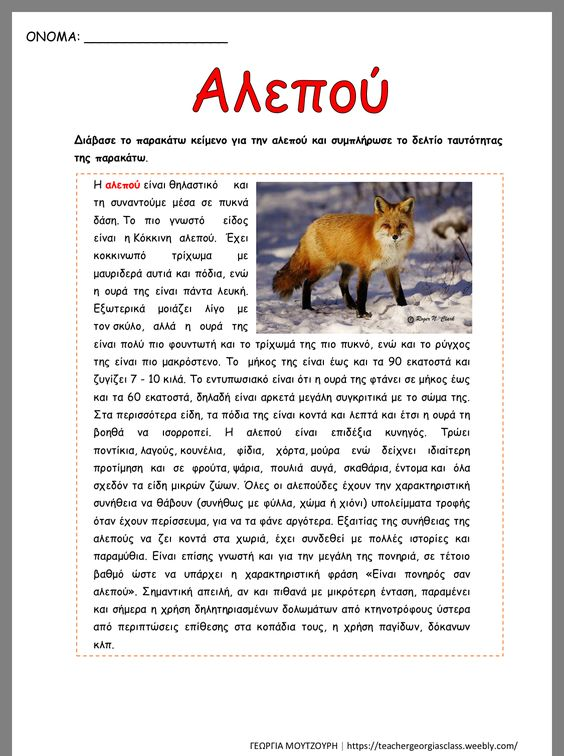 ΟΝΟΜΑ: ___________________
Αλεπού
Διάβασε το παρακάτω κείμενο για την αλεπού και συμπλήρωσε το δελτίο ταυτότητας
της παρακάτω.
Η αλεπού είναι θηλαστικό και
τη συναντούμε μέσα σε πυκνά
δάση. Το πιο γνωστό είδος
είναι η Κόκκινη αλεπού. Έχει
κοκκινωπό τρίχωμα με
μαυριδερά αυτιά και πόδια, ενώ
η ουρά της είναι πάντα λευκή.
Εξωτερικά μοιάζει λίγο με
τον σκύλο, αλλά η ουρά της
© Roger N. Clark
είναι πολύ πιο φουντωτή και το τρίχωμά της πιο πυκνό, ενώ και το ρύγχος
της είναι πιο μακρόστενο. Το μήκος της είναι έως και τα 90 εκατοστά και
ζυγίζει 7 - 10 κιλά. Το εντυπωσιακό είναι ότι η ουρά της φτάνει σε μήκος έως
και τα 60 εκατοστά, δηλαδή είναι αρκετά μεγάλη συγκριτικά με το σώμα της.
Στα περισσότερα είδη, τα πόδια της είναι κοντά και λεπτά και έτσι η ουρά τη
βοηθά να ισορροπεί. Η αλεπού είναι επιδέξια κυνηγός. Τρώει
ποντίκια, λαγούς, κουνέλια, φίδια, χόρτα, μούρα ενώ δείχνει ιδιαίτερη
προτίμηση και σε φρούτα, ψάρια, πουλιά αυγά, σκαθάρια, έντομα και όλα
σχεδόν τα είδη μικρών ζώων. Όλες οι αλεπούδες έχουν την χαρακτηριστική
συνήθεια να θάβουν (συνήθως με φύλλα, χώμα ή χιόνι) υπολείμματα τροφής
όταν έχουν περίσσευμα, για να τα φάνε αργότερα. Εξαιτίας της συνήθειας της
αλεπούς να ζει κοντά στα χωριά, έχει συνδεθεί με πολλές ιστορίες και
παραμύθια. Είναι επίσης γνωστή και για την μεγάλη της πονηριά, σε τέτοιο
βαθμό ώστε να υπάρχει η χαρακτηριστική φράση «Είναι πονηρός σαν
αλεπού». Σημαντική απειλή, αν και πιθανά με μικρότερη ένταση, παραμένει
και σήμερα η χρήση δηλητηριασμένων δολωμάτων από κτηνοτρόφους ύστερα
από περιπτώσεις επίθεσης στα κοπάδια τους, η χρήση παγίδων, δόκανων
κλπ.
ΓΕΩΡΓΙΑ ΜΟΥΤΖΟΥΡΗ | https://teachergeorgiasclass.weebly.com/